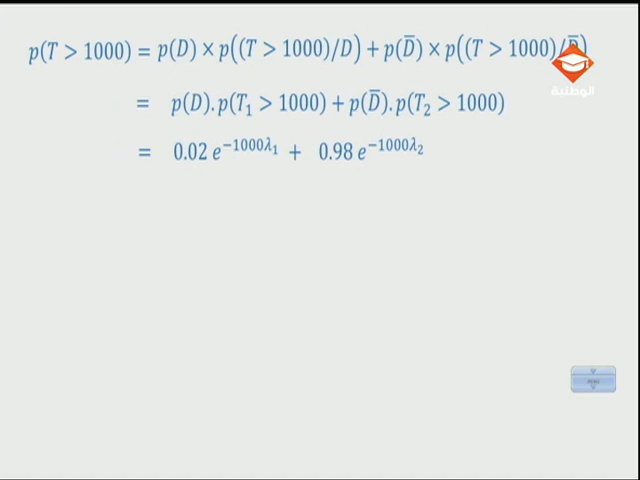 p(T > 1000) = p(D) × p((T > 1000)/D) + p(D̅) × p((T > 1000)/D̅)
الوطنية
= p(D).p(T₁ > 1000) + p(D̅).p(T₂ > 1000)
= 0.02 e^{−1000λ₁} + 0.98 e^{−1000λ₂}